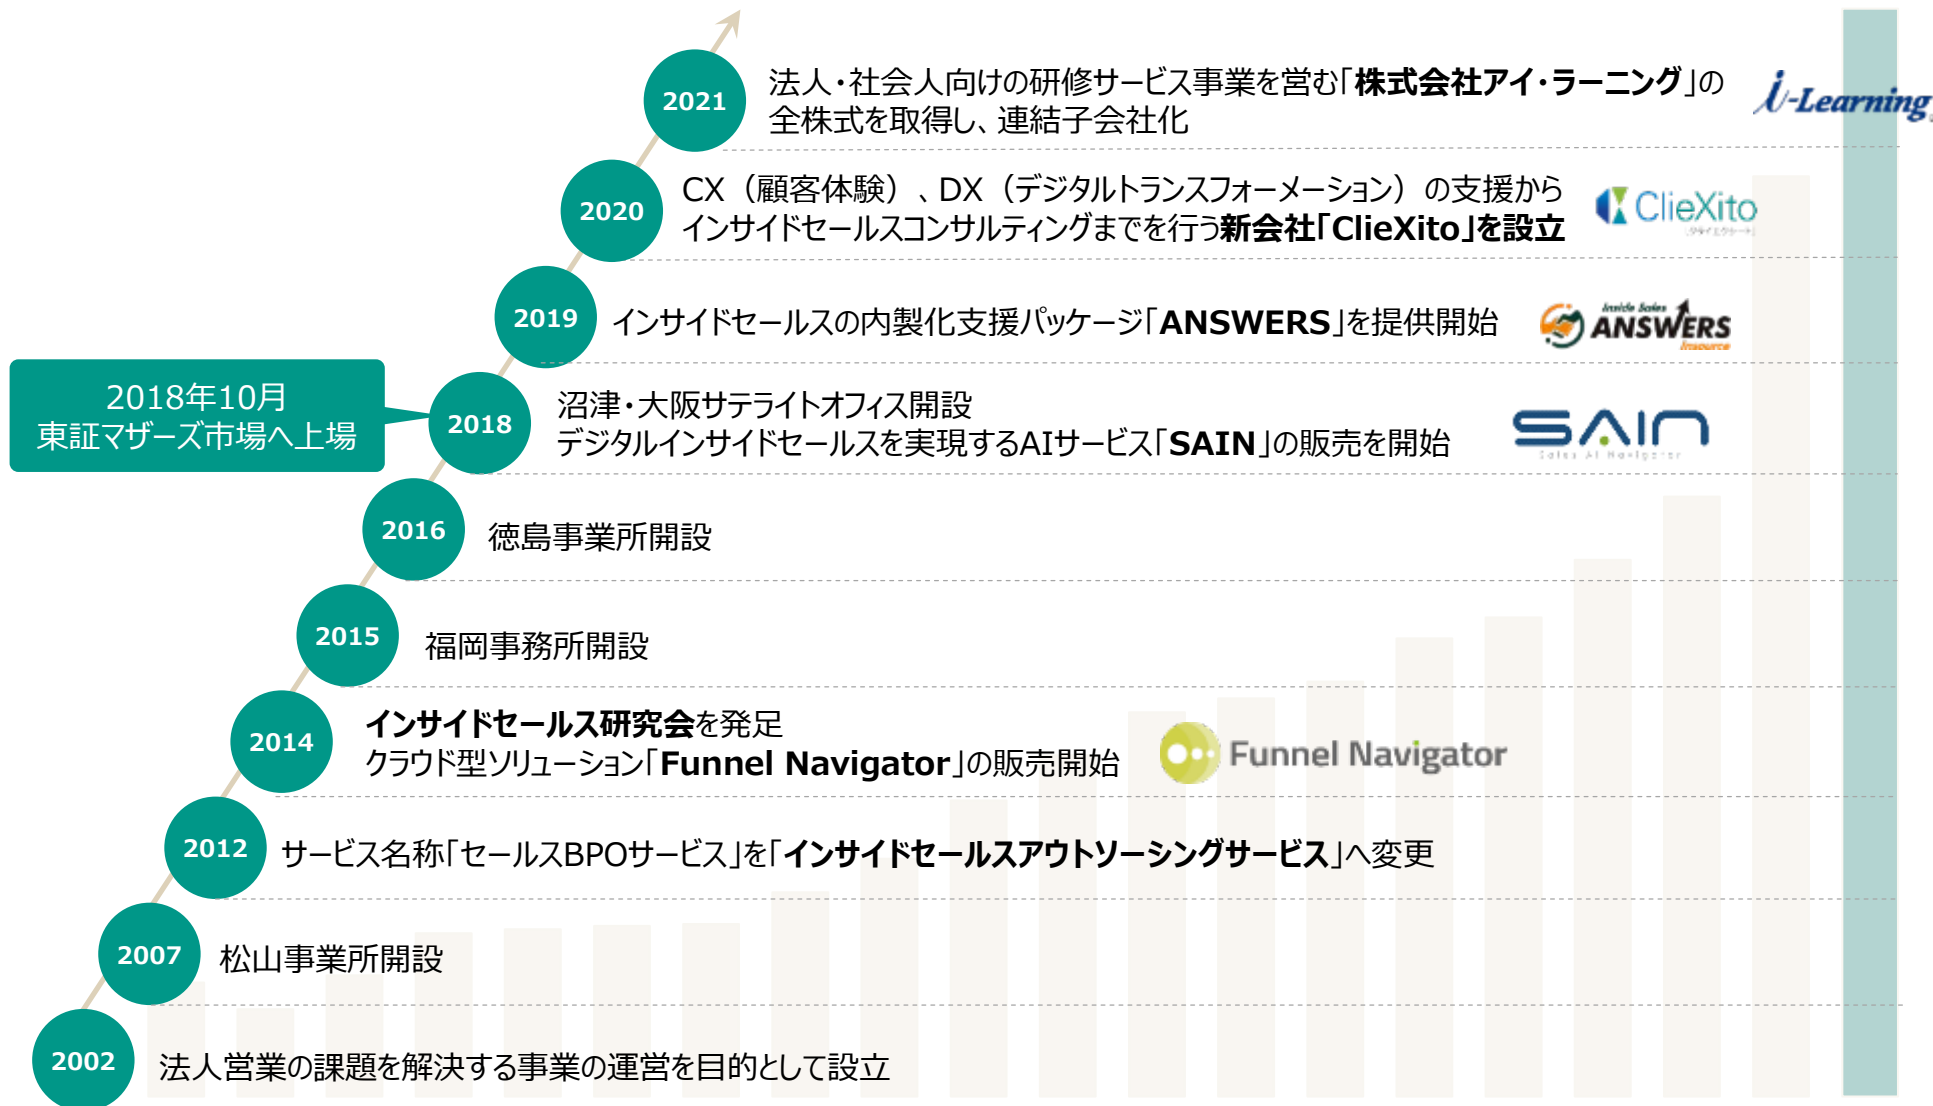 2021
法人・社会人向けの研修サービス事業を営む「株式会社アイ・ラーニング」の
全株式を取得し、連結子会社化
i-Learning
2020
CX（顧客体験）、DX（デジタルトランスフォーメーション）の支援から
インサイドセールスコンサルティングまでを行う新会社「ClieXito」を設立
ClieXito
［クライエクシート］
2019
インサイドセールスの内製化支援パッケージ「ANSWERS」を提供開始
Inside Sales
ANSWERS
Insource
2018年10月
東証マザーズ市場へ上場
2018
沼津・大阪サテライトオフィス開設
デジタルインサイドセールスを実現するAIサービス「SAIN」の販売を開始
SAIN
Sales AI Navigator
2016
徳島事業所開設
2015
福岡事務所開設
2014
インサイドセールス研究会を発足
クラウド型ソリューション「Funnel Navigator」の販売開始
Funnel Navigator
2012
サービス名称「セールスBPOサービス」を「インサイドセールスアウトソーシングサービス」へ変更
2007
松山事業所開設
2002
法人営業の課題を解決する事業の運営を目的として設立